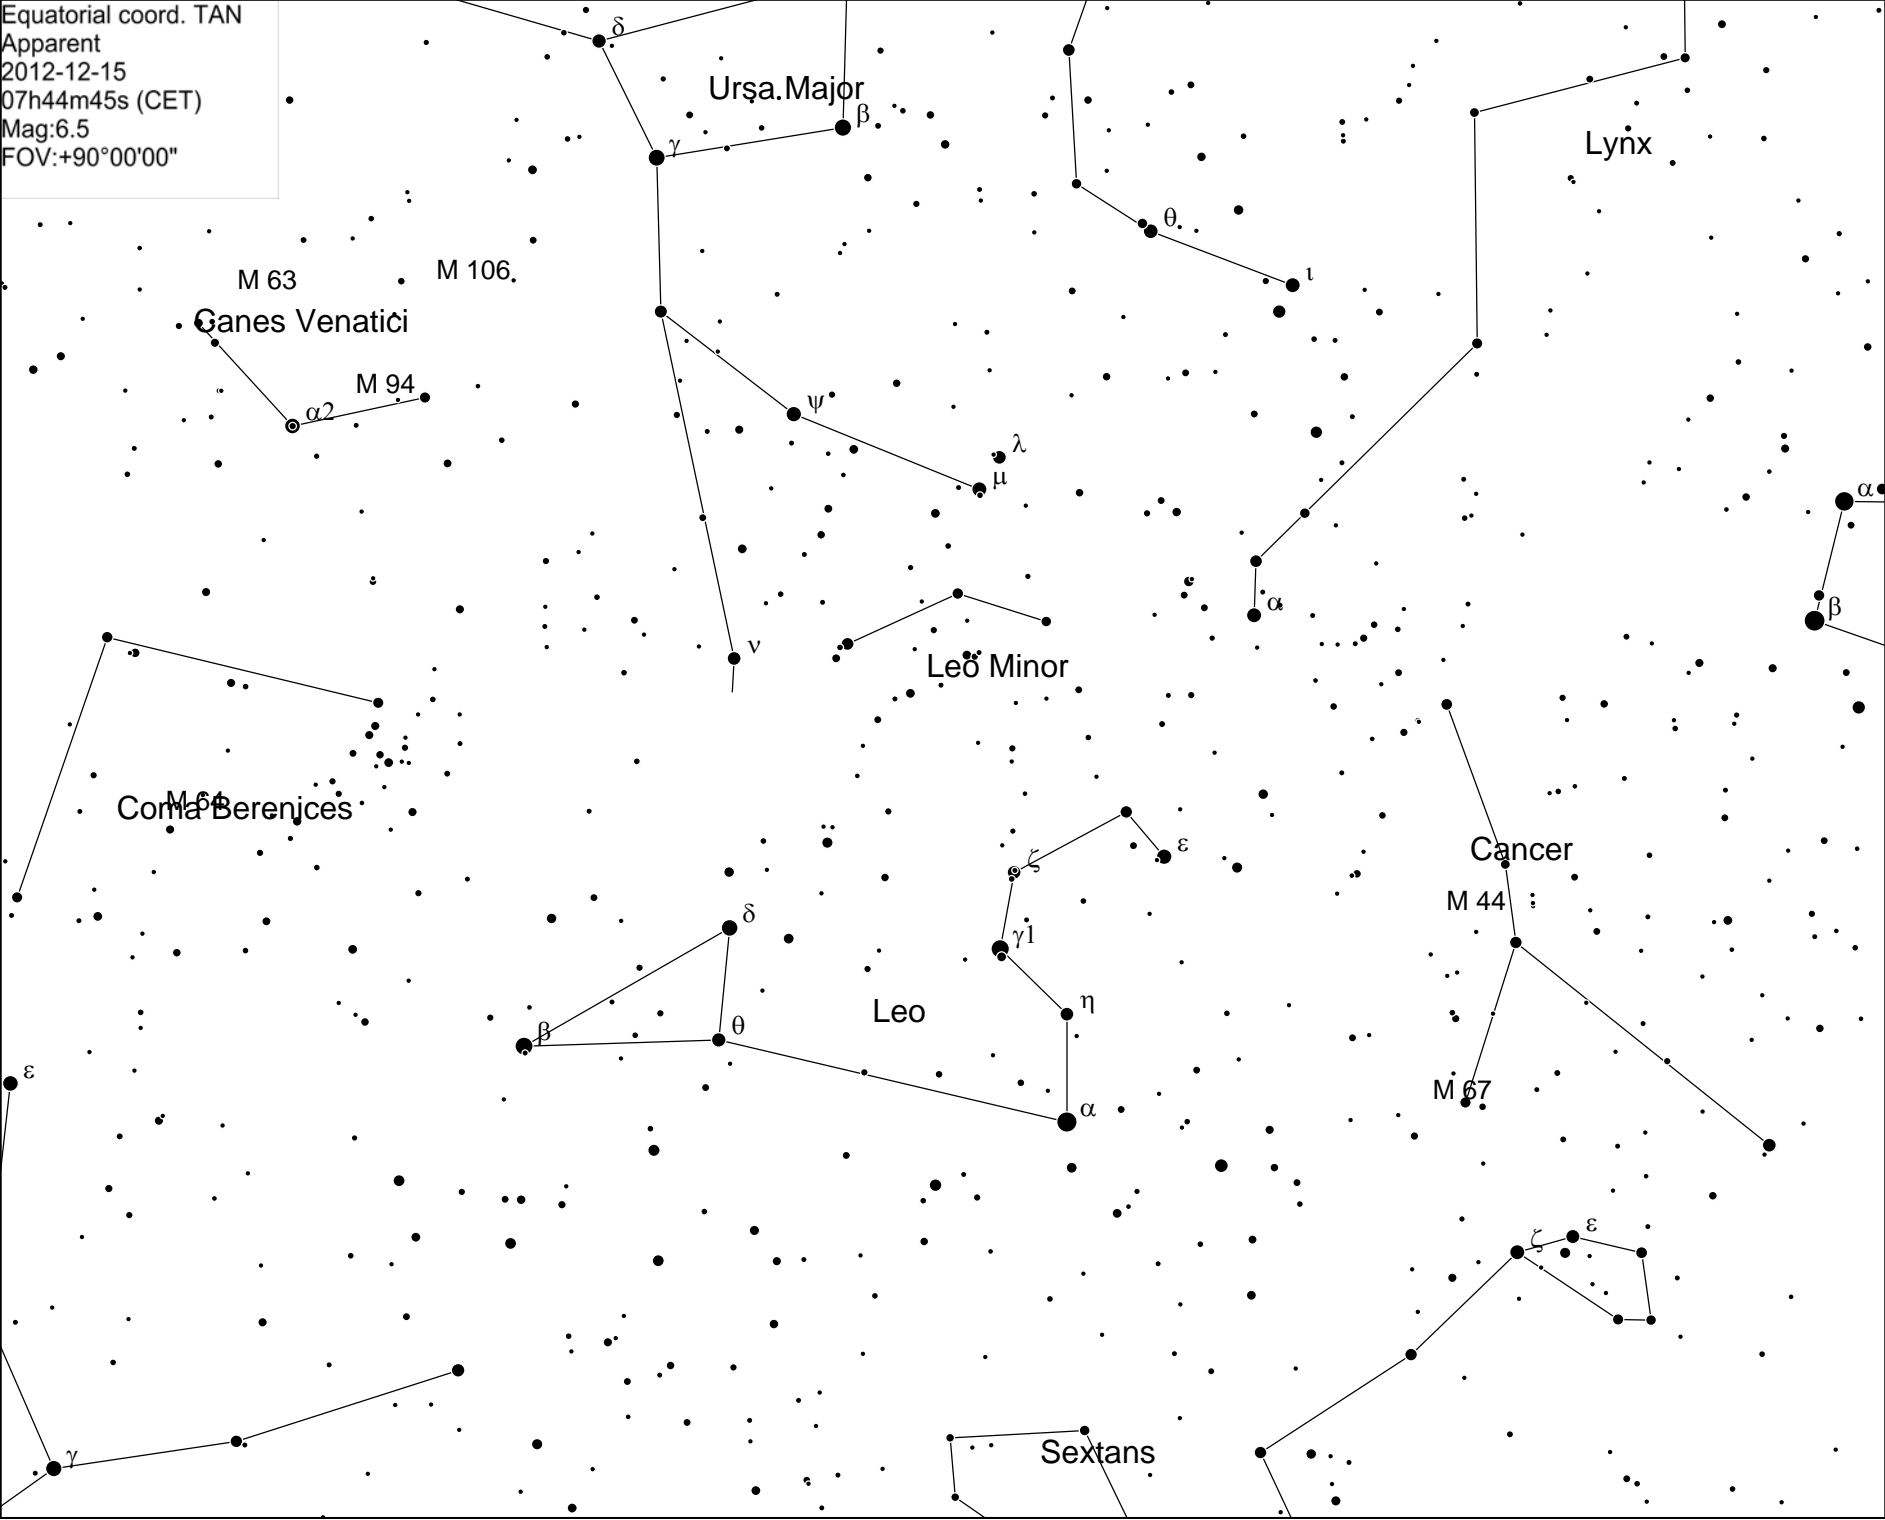 Equatorial coord. TAN
Apparent
2012-12-15
07h44m45s (CET)
Mag:6.5
FOV:+90°00'00"
δ
Ursa Major
β
γ
Lynx
θ
M 106
M 63
ι
Canes Venatici
M 94
α2
ψ
λ
μ
α
α
β
ν
Leo Minor
M 64
Coma Berenices
ε
ζ
Cancer
M 44
δ
γ1
η
Leo
β
θ
ε
M 67
α
ε
ζ
γ
Sextans